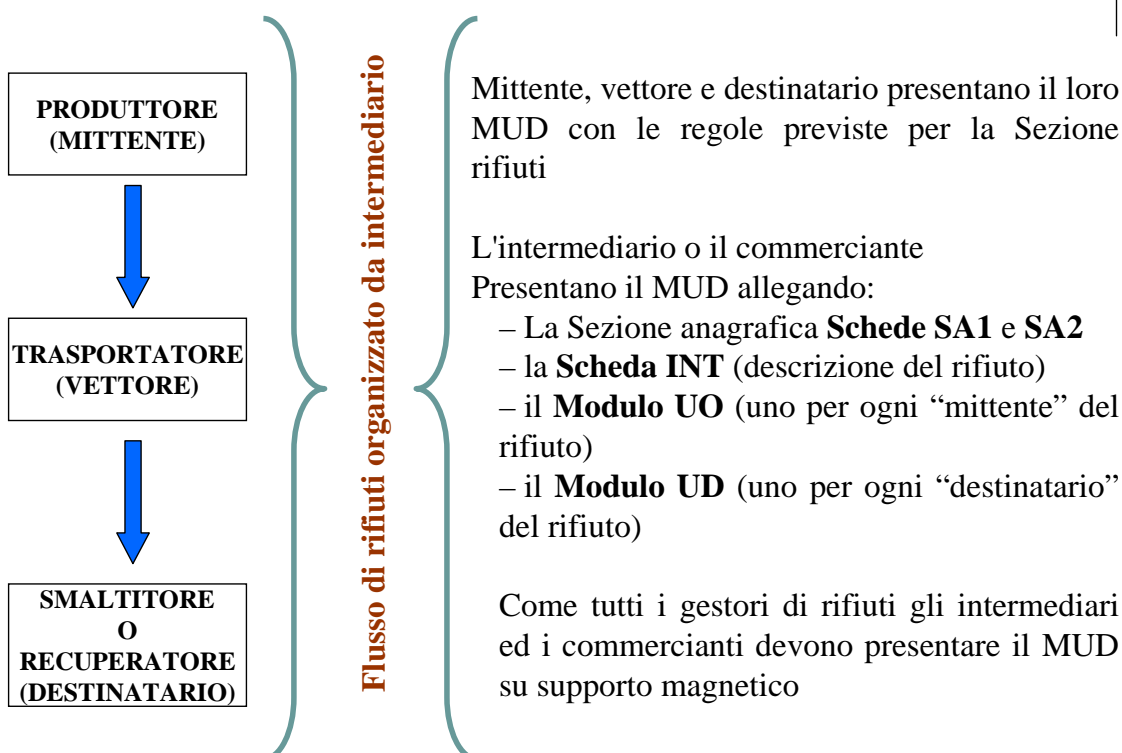 PRODUTTORE
(MITTENTE)
TRASPORTATORE
(VETTORE)
SMALTITORE
O
RECUPERATORE
(DESTINATARIO)
Flusso di rifiuti organizzato da intermediario
Mittente, vettore e destinatario presentano il loro
MUD con le regole previste per la Sezione
rifiuti
L'intermediario o il commerciante
Presentano il MUD allegando:
– La Sezione anagrafica Schede SA1 e SA2
– la Scheda INT (descrizione del rifiuto)
– il Modulo UO (uno per ogni “mittente” del
rifiuto)
– il Modulo UD (uno per ogni “destinatario”
del rifiuto)
Come tutti i gestori di rifiuti gli intermediari
ed i commercianti devono presentare il MUD
su supporto magnetico